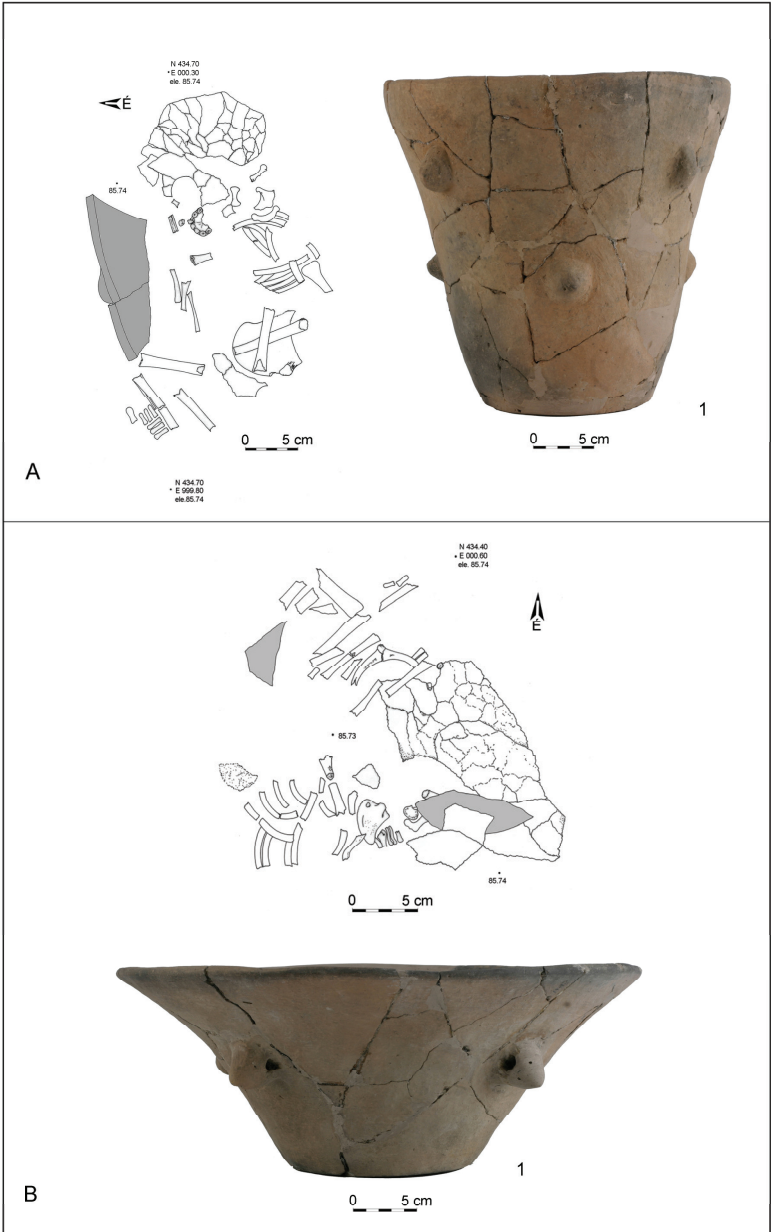 N 434.70
E 000.30
ele. 85.74
É
85.74
0 5 cm
N 434.70
E 999.80
ele.85.74
A
0 5 cm
1
N 434.40
E 000.60
ele. 85.74
É
85.73
85.74
0 5 cm
B
0 5 cm
1